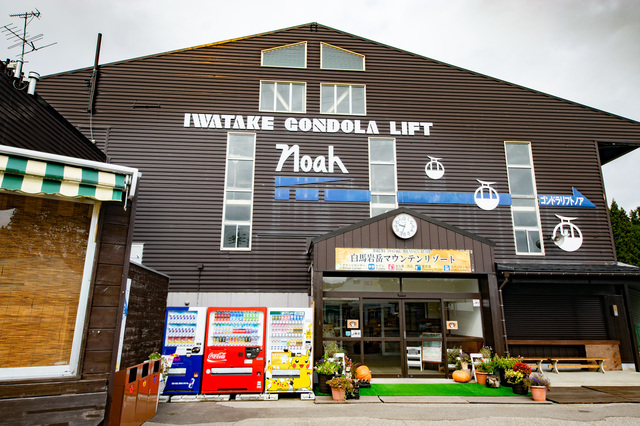 IWATAKE GONDOLA LIFT
Noah
ゴンドラリフトノア
白馬岩岳マウンテンリゾート
Coca-Cola